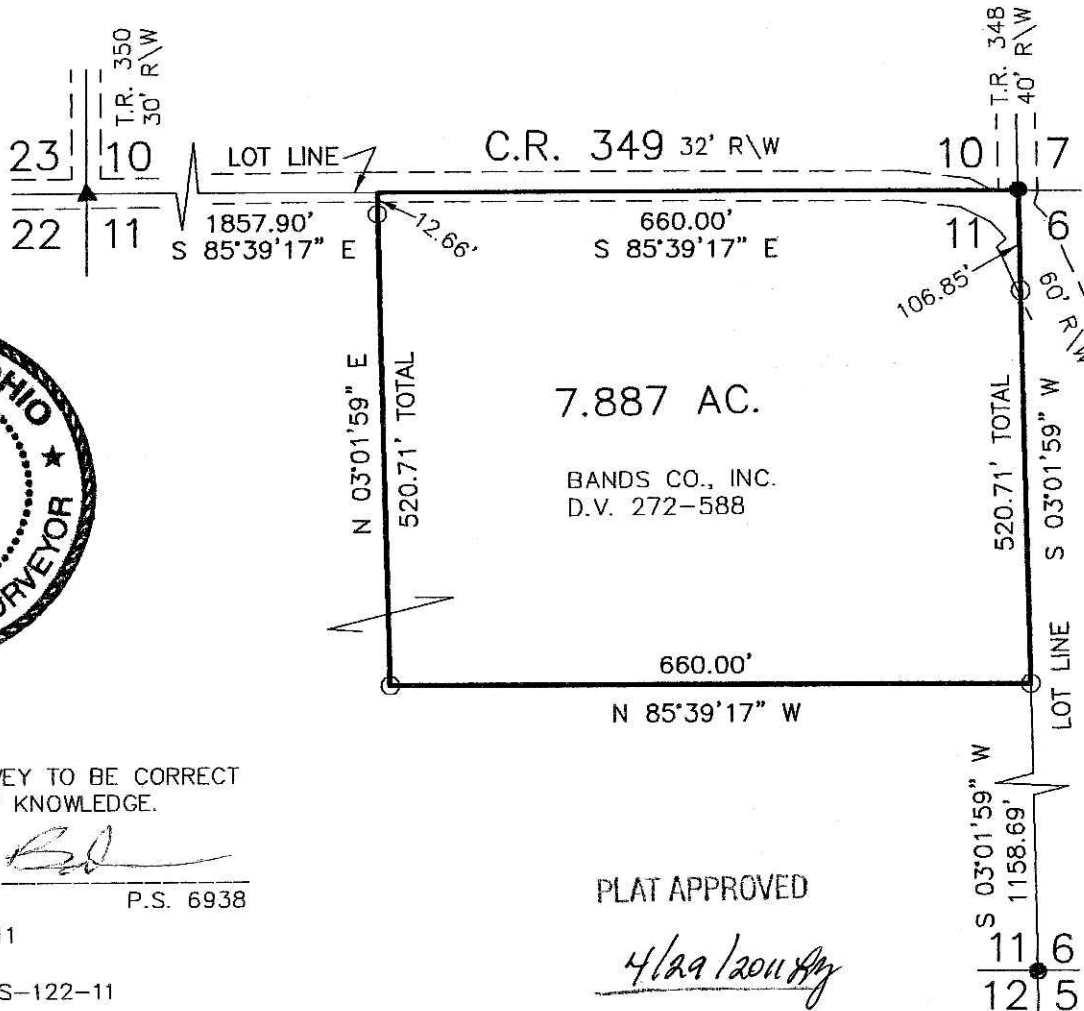 T.R. 350
30' R\W
T.R. 348
40' R\W
23 10
22 11
LOT LINE
C.R. 349 32' R\W
10 7
11 6
1857.90'
S 85°39'17" E
12.66'
660.00'
S 85°39'17" E
106.85'
60' R\W
N 03°01'59" E
520.71' TOTAL
7.887 AC.
BANDS CO., INC.
D.V. 272-588
520.71' TOTAL
S 03°01'59" W
LOT LINE
660.00'
N 85°39'17" W
VEY TO BE CORRECT
KNOWLEDGE.
P.S. 6938
S-122-11
PLAT APPROVED
4/29/2011
S 03°01'59" W
1158.69'
11 6
12 5